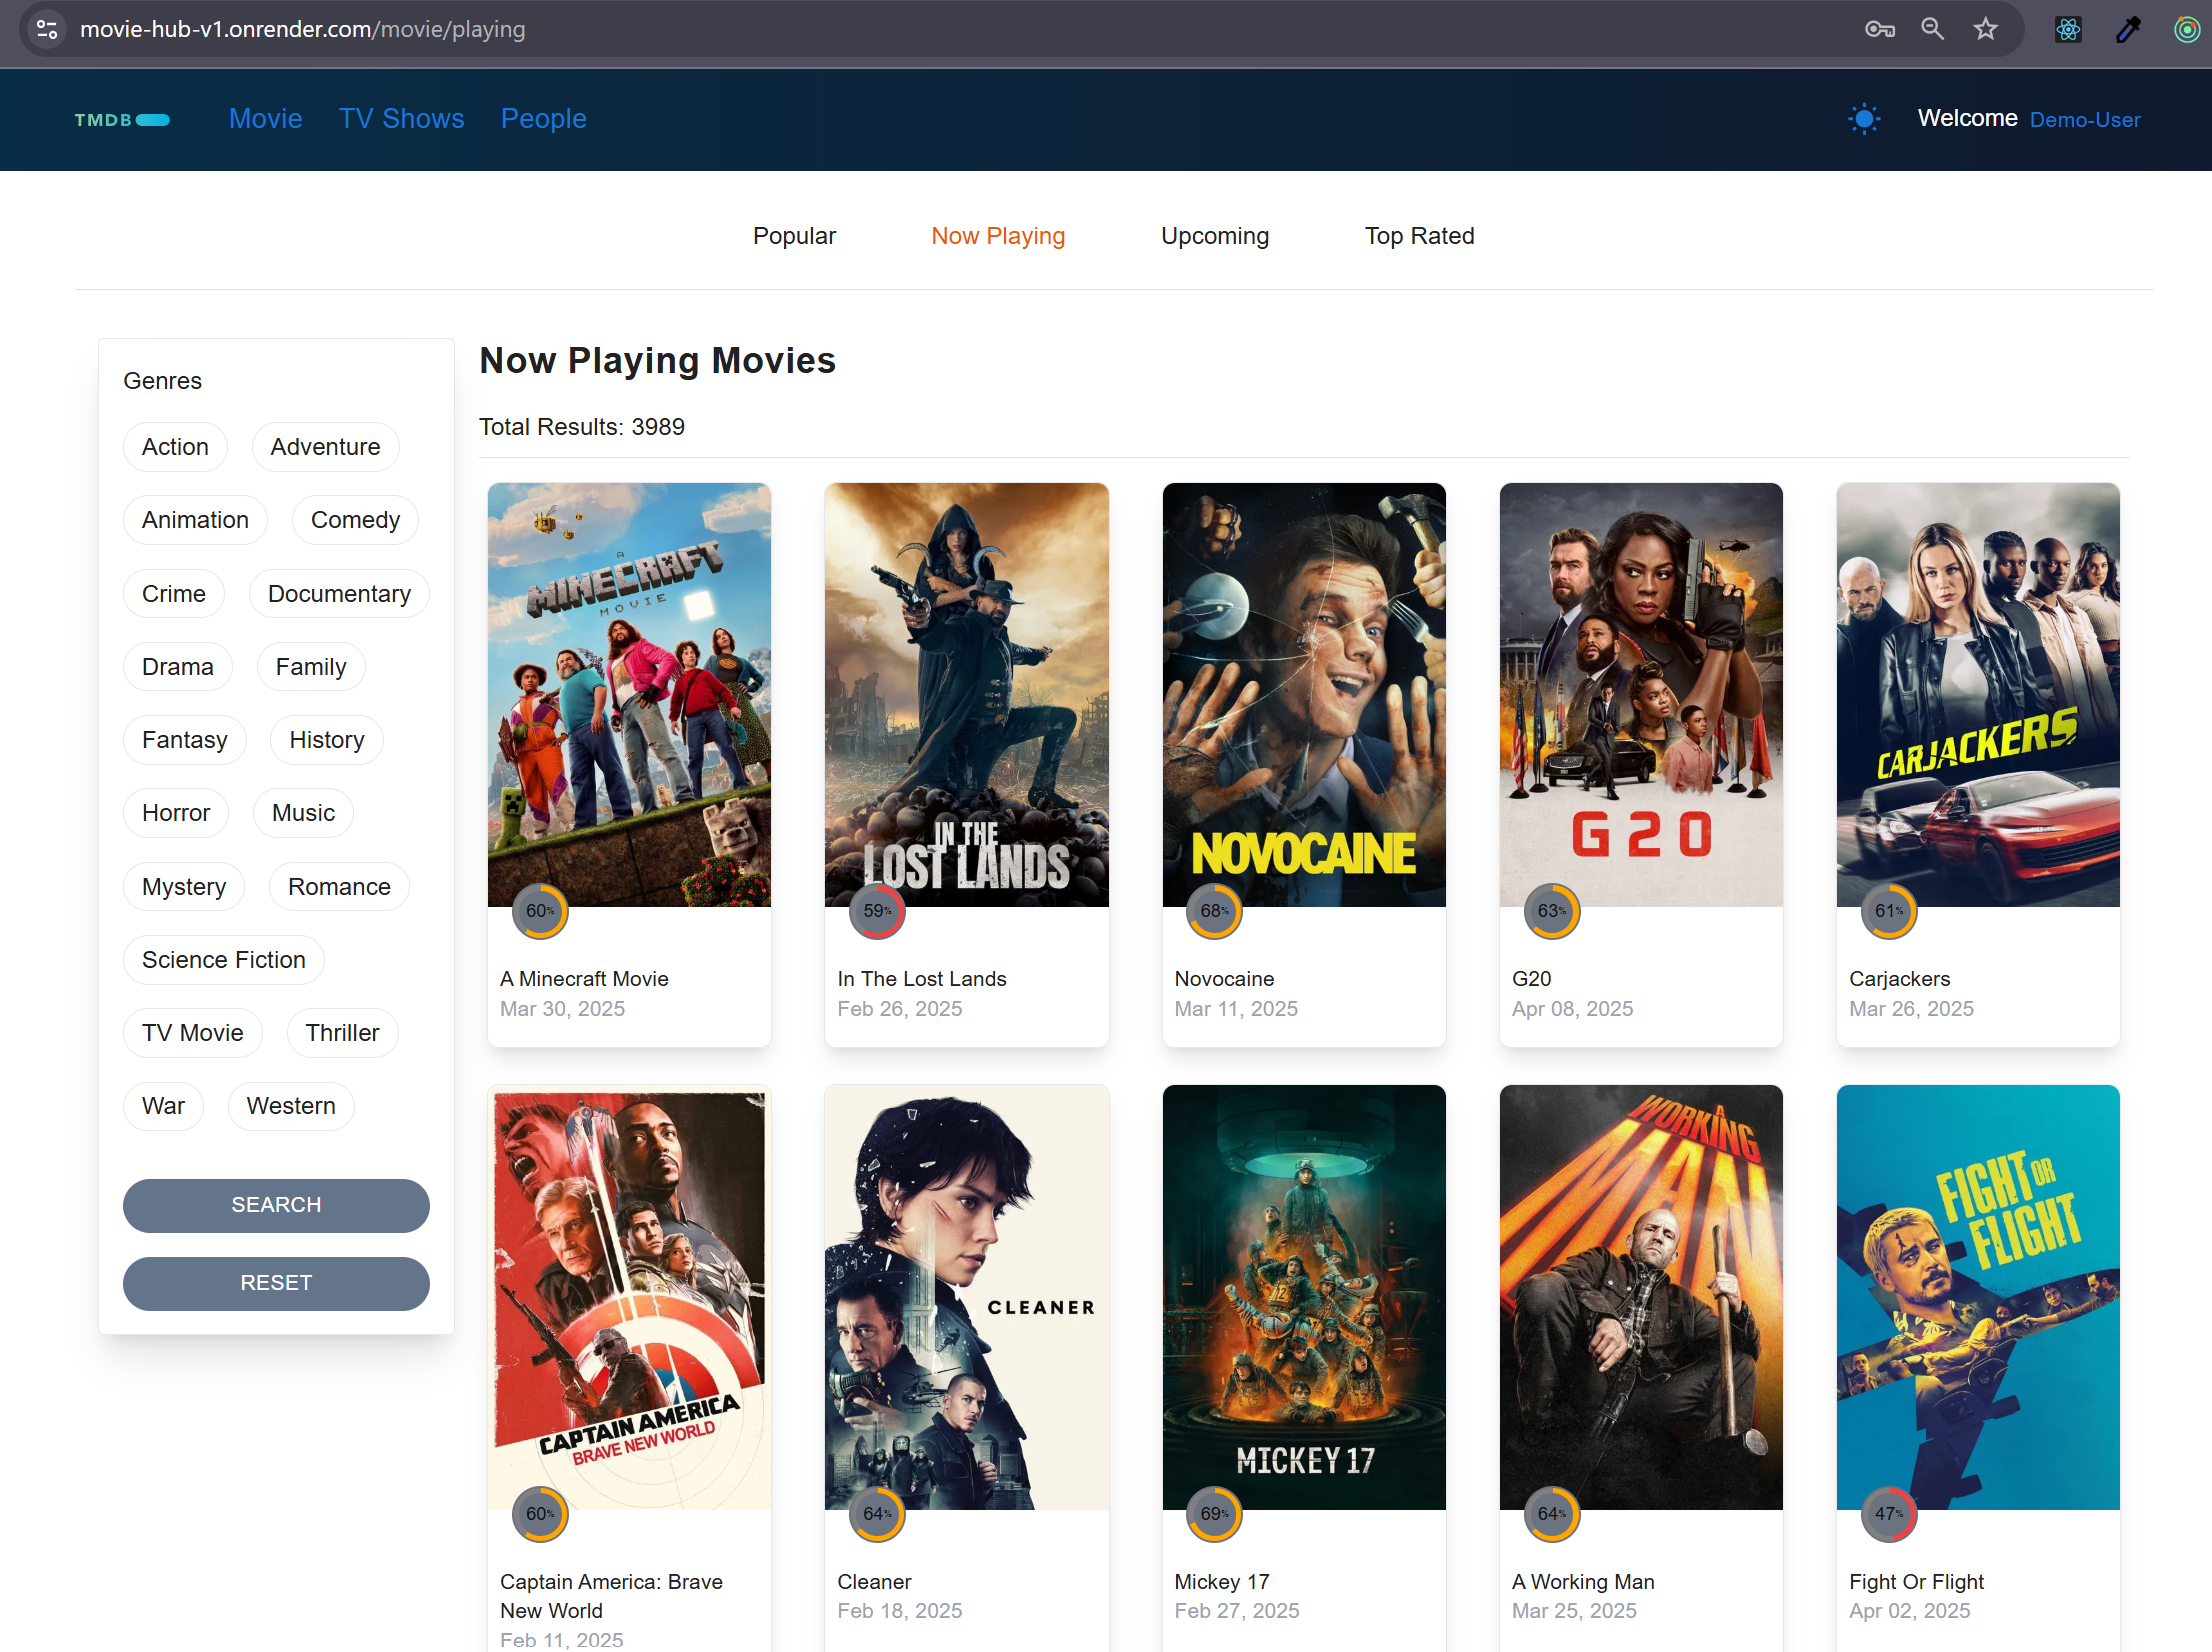 movie-hub-v1.onrender.com/movie/playing
TMDB Movie TV Shows People Welcome Demo-User
Popular Now Playing Upcoming Top Rated
Genres
Action Adventure
Animation Comedy
Crime Documentary
Drama Family
Fantasy History
Horror Music
Mystery Romance
Science Fiction
TV Movie Thriller
War Western
SEARCH
RESET
Now Playing Movies
Total Results: 3989
A
MINECRAFT
MOVIE
60%
A Minecraft Movie
Mar 30, 2025
IN THE
LOST LANDS
59%
In The Lost Lands
Feb 26, 2025
NOVOCAINE
68%
Novocaine
Mar 11, 2025
G20
63%
G20
Apr 08, 2025
CARJACKERS
61%
Carjackers
Mar 26, 2025
CAPTAIN AMERICA
BRAVE NEW WORLD
60%
Captain America: Brave
New World
Feb 11, 2025
CLEANER
64%
Cleaner
Feb 18, 2025
12
13
MICKEY 17
69%
Mickey 17
Feb 27, 2025
A
WORKING
MAN
64%
A Working Man
Mar 25, 2025
FIGHT OR
FLIGHT
47%
Fight Or Flight
Apr 02, 2025